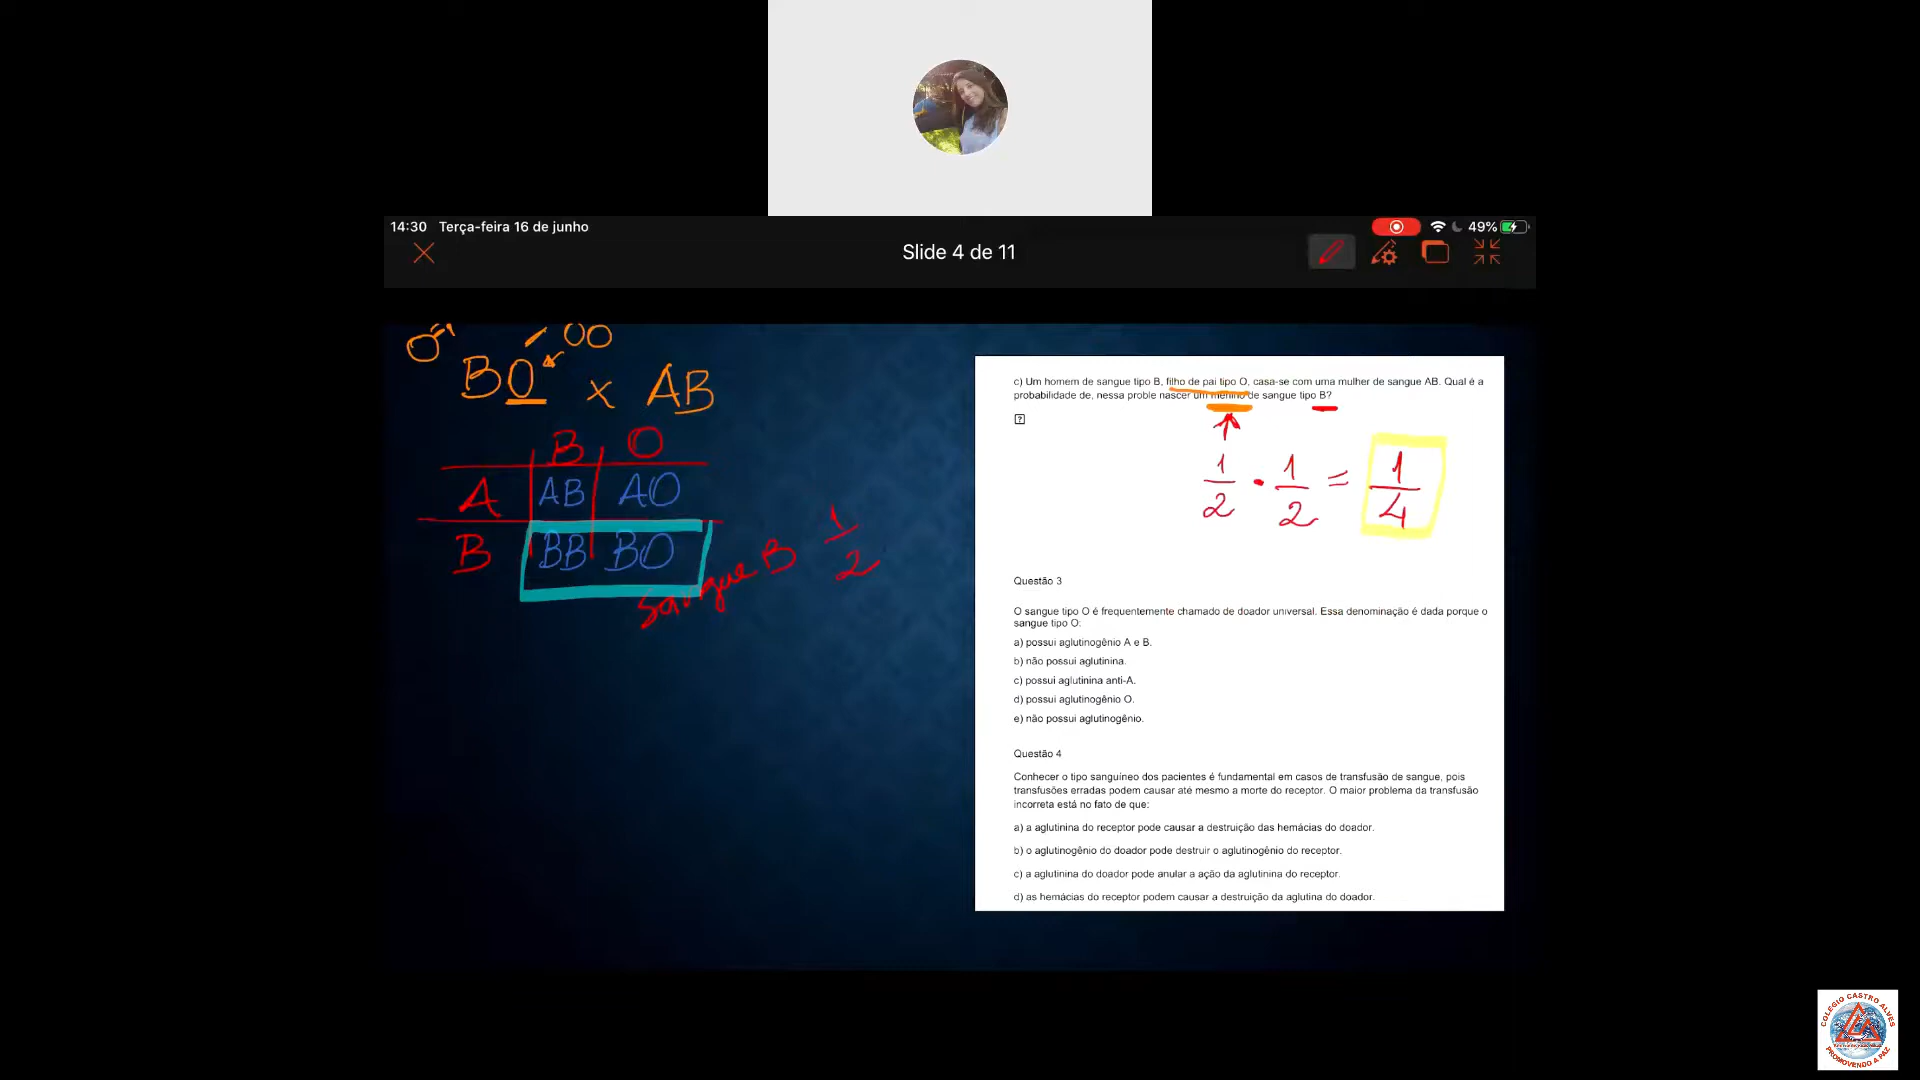 14:30 Terça-feira 16 de junho
49%
Slide 4 de 11
OO
BO x AB
B O
A AB AO
B BB BO
sangue B 1/2
c) Um homem de sangue tipo B, filho de pai tipo O, casa-se com uma mulher de sangue AB. Qual é a
probabilidade de, nessa proble nascer um menino de sangue tipo B?
1/2 . 1/2 = 1/4
Questão 3
O sangue tipo O é frequentemente chamado de doador universal. Essa denominação é dada porque o
sangue tipo O:
a) possui aglutinogênio A e B.
b) não possui aglutinina.
c) possui aglutinina anti-A.
d) possui aglutinogênio O.
e) não possui aglutinogênio.
Questão 4
Conhecer o tipo sanguíneo dos pacientes é fundamental em casos de transfusão de sangue, pois
transfusões erradas podem causar até mesmo a morte do receptor. O maior problema da transfusão
incorreta está no fato de que:
a) a aglutinina do receptor pode causar a destruição das hemácias do doador.
b) o aglutinogênio do doador pode destruir o aglutinogênio do receptor.
c) a aglutinina do doador pode anular a ação da aglutinina do receptor.
d) as hemácias do receptor podem causar a destruição da aglutina do doador.
COLEGIO CASTRO ALVES
PROMOVENDO A PAZ